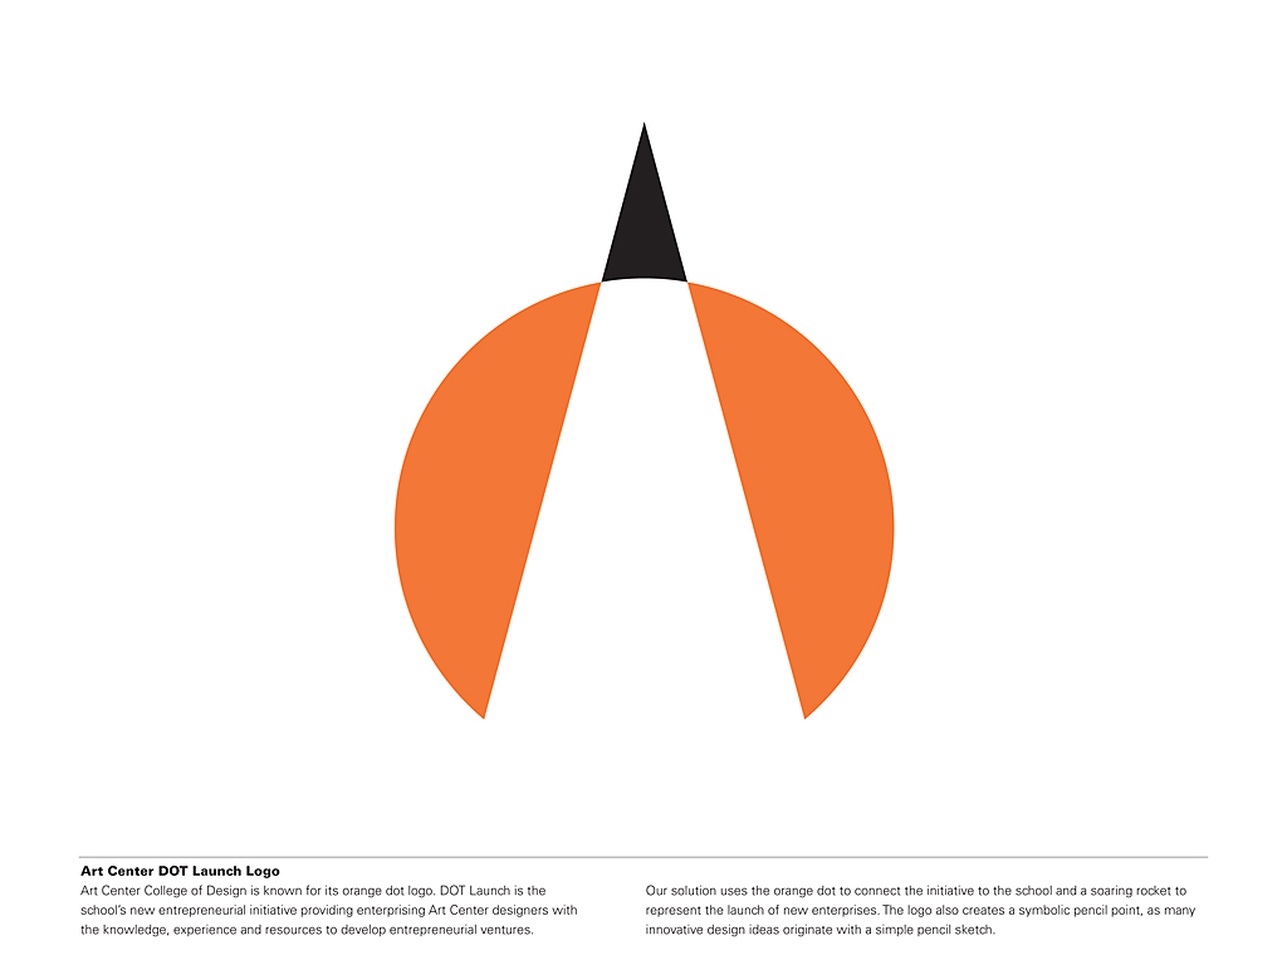 Art Center DOT Launch Logo
Art Center College of Design is known for its orange dot logo. DOT Launch is the
school’s new entrepreneurial initiative providing enterprising Art Center designers with
the knowledge, experience and resources to develop entrepreneurial ventures.
Our solution uses the orange dot to connect the initiative to the school and a soaring rocket to
represent the launch of new enterprises. The logo also creates a symbolic pencil point, as many
innovative design ideas originate with a simple pencil sketch.